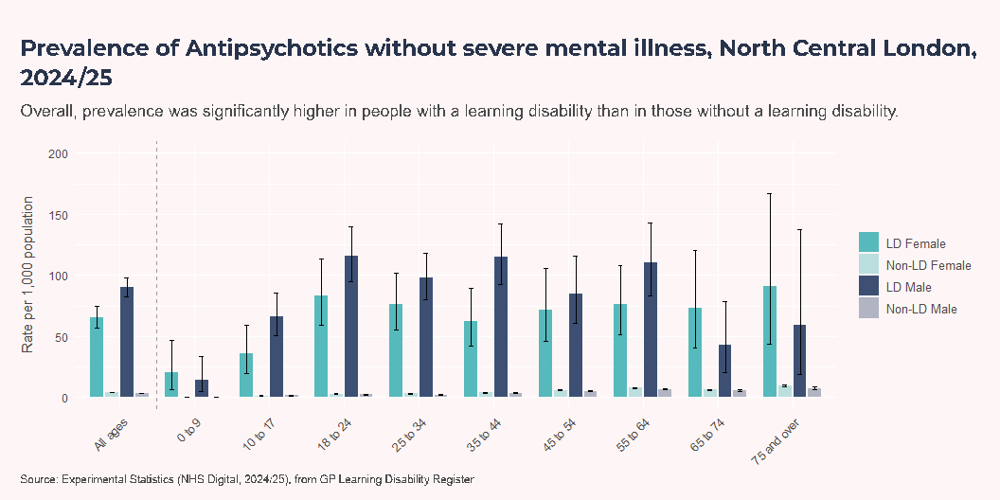 Prevalence of Antipsychotics without severe mental illness, North Central London,
2024/25
Overall, prevalence was significantly higher in people with a learning disability than in those without a learning disability.
Rate per 1,000 population
200
150
100
50
0
All ages
0 to 9
10 to 17
18 to 24
25 to 34
35 to 44
45 to 54
55 to 64
65 to 74
75 and over
LD Female
Non-LD Female
LD Male
Non-LD Male
Source: Experimental Statistics (NHS Digital, 2024/25), from GP Learning Disability Register